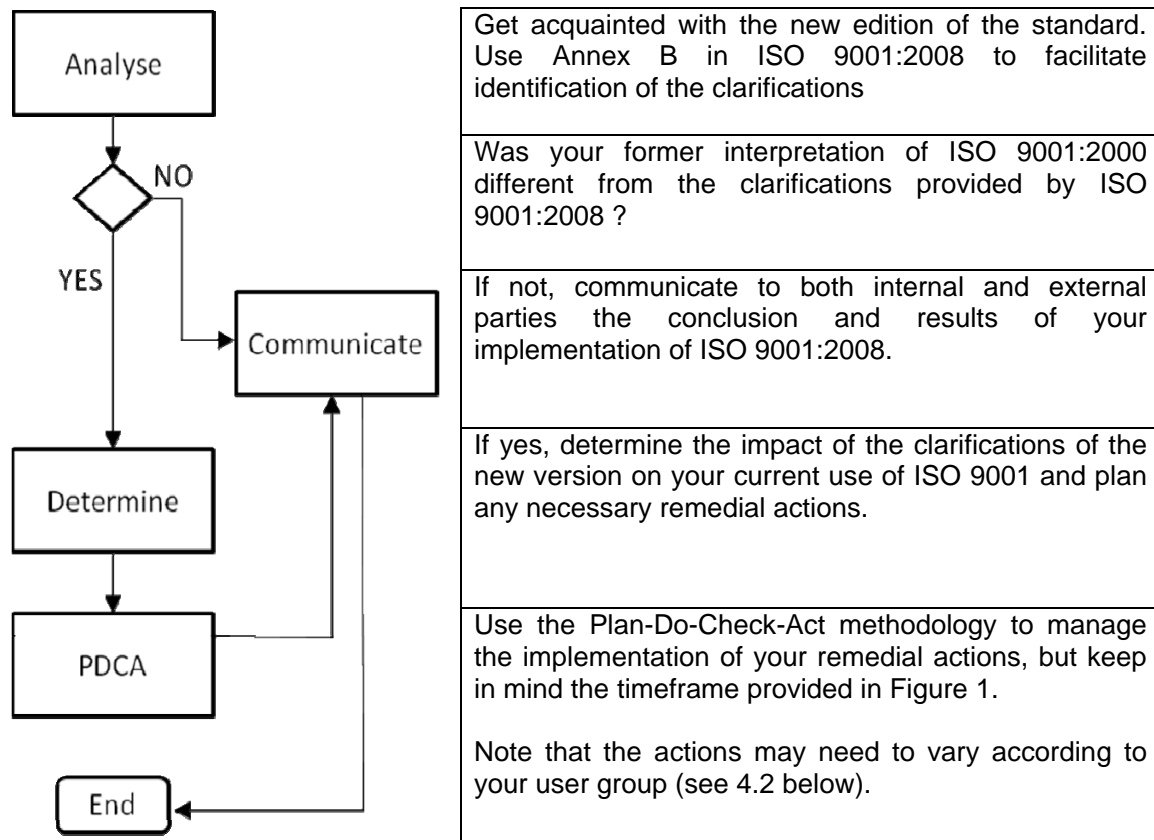 Analyse
Get acquainted with the new edition of the standard.
Use Annex B in ISO 9001:2008 to facilitate
identification of the clarifications
NO
Was your former interpretation of ISO 9001:2000
different from the clarifications provided by ISO
9001:2008 ?
YES
Communicate
If not, communicate to both internal and external
parties the conclusion and results of your
implementation of ISO 9001:2008.
Determine
If yes, determine the impact of the clarifications of the
new version on your current use of ISO 9001 and plan
any necessary remedial actions.
PDCA
Use the Plan-Do-Check-Act methodology to manage
the implementation of your remedial actions, but keep
in mind the timeframe provided in Figure 1.
Note that the actions may need to vary according to
your user group (see 4.2 below).
End